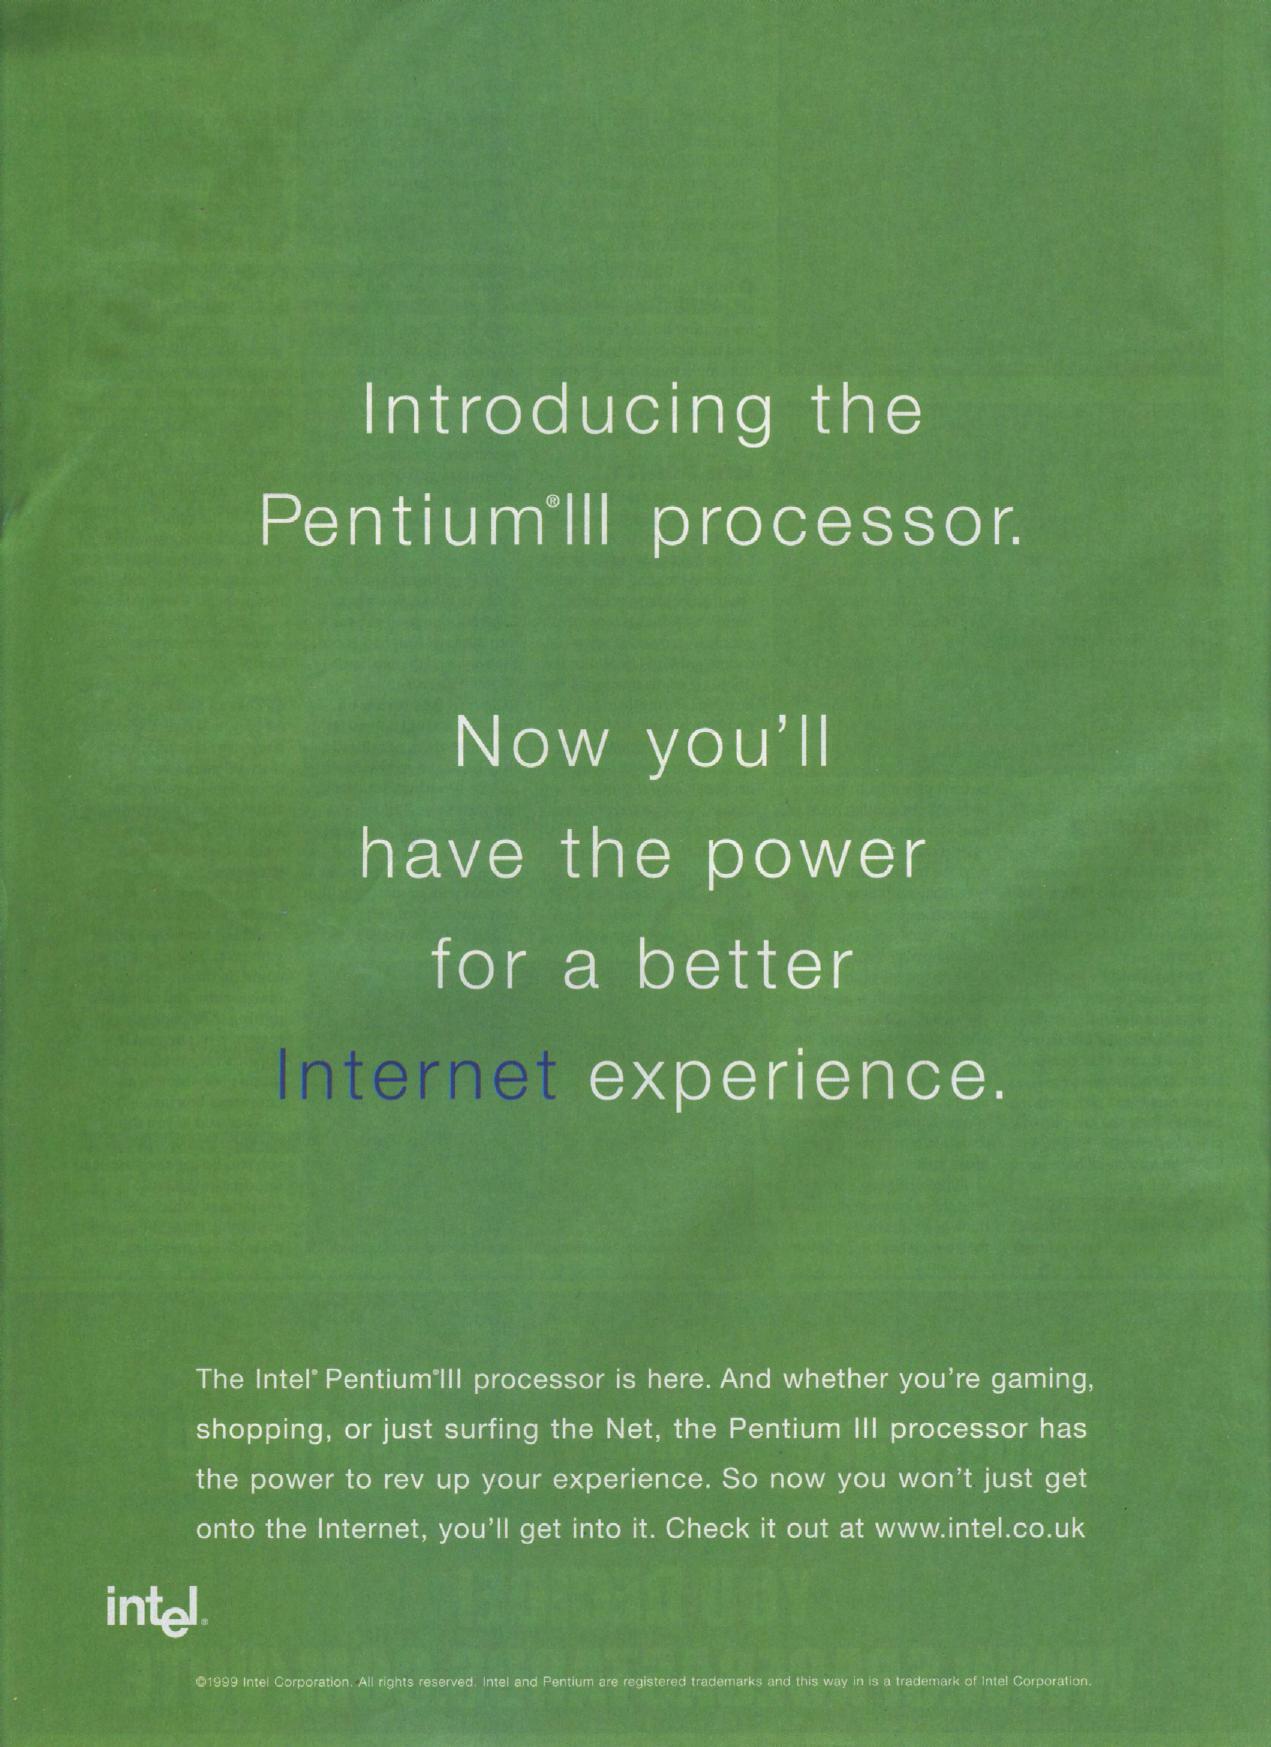 Introducing the
Pentium®III processor.
Now you'll
have the power
for a better
Internet experience.
The Intel® Pentium®III processor is here. And whether you're gaming,
shopping, or just surfing the Net, the Pentium III processor has
the power to rev up your experience. So now you won't just get
onto the Internet, you'll get into it. Check it out at www.intel.co.uk
intel®
©1999 Intel Corporation. All rights reserved. Intel and Pentium are registered trademarks and this way in is a trademark of Intel Corporation.